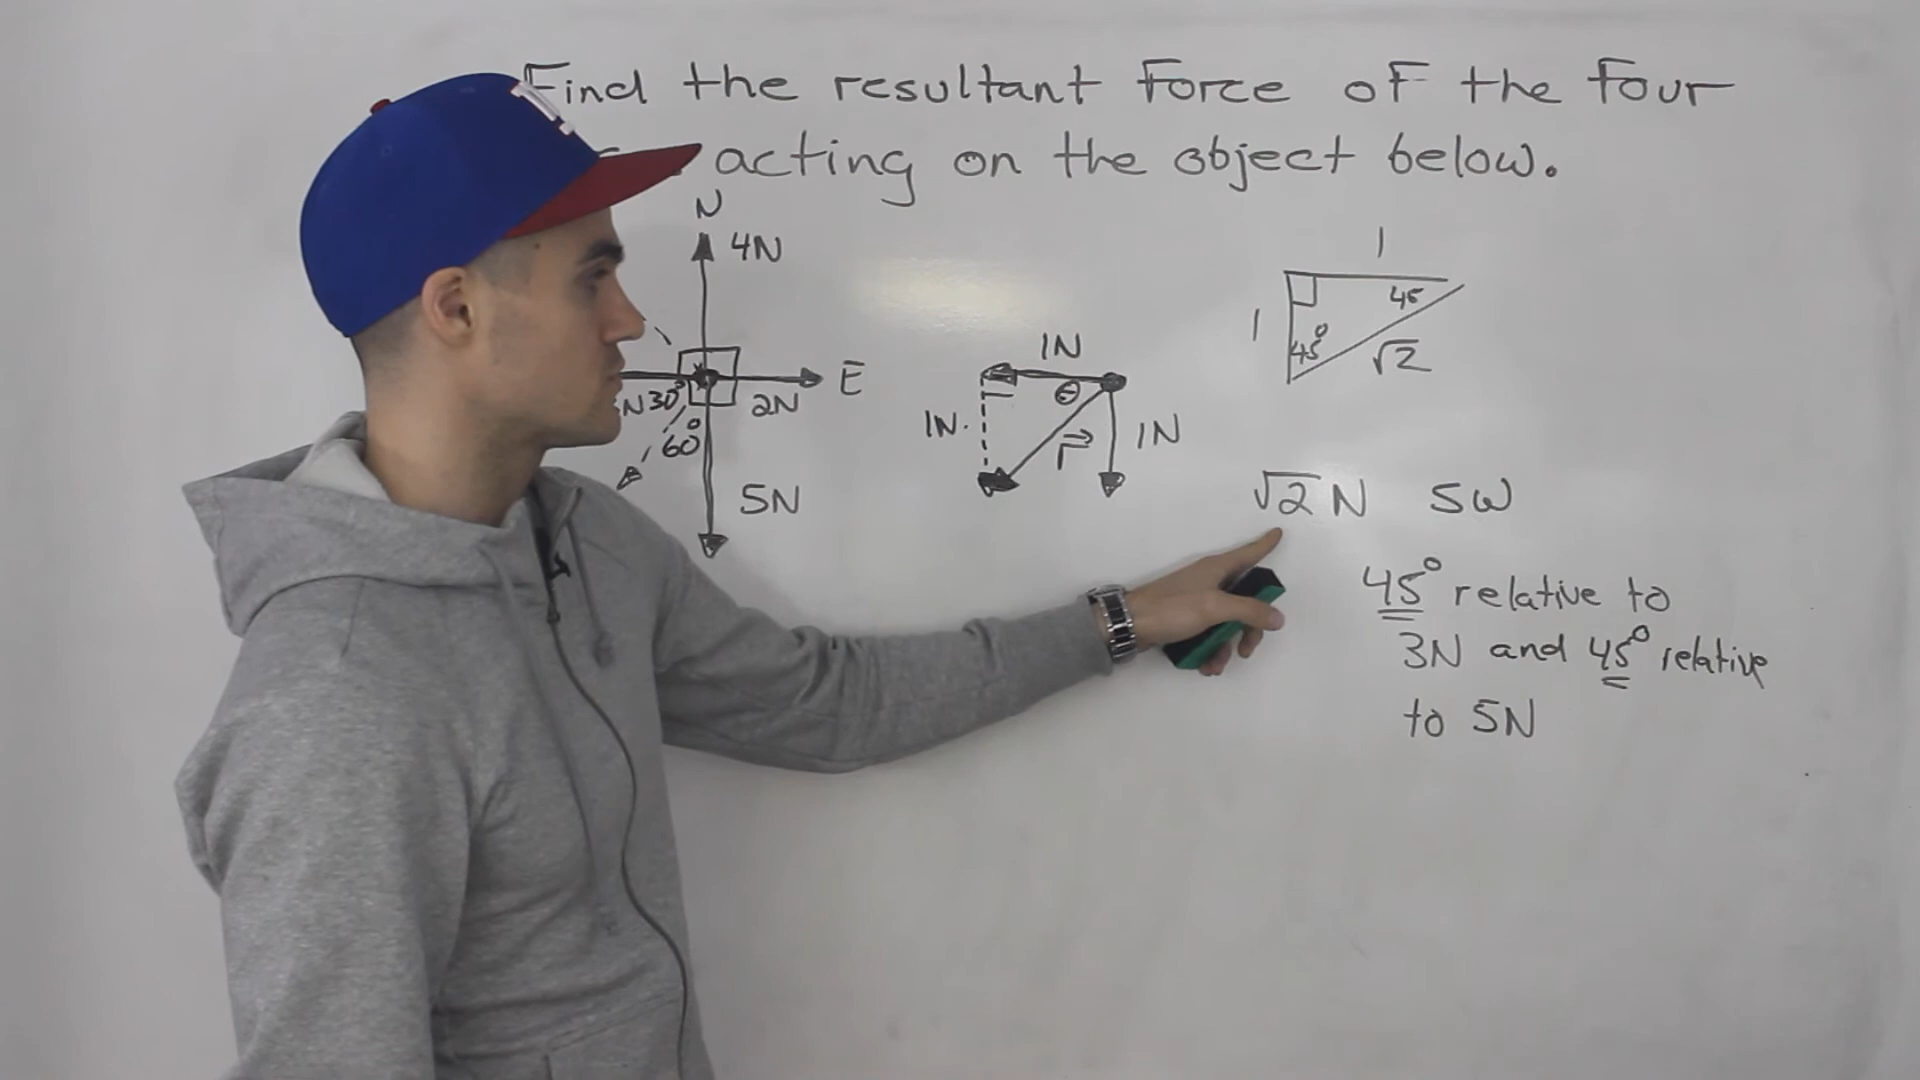 Find the resultant force of the four
acting on the object below.
N
4N
1
45
1
45°
√2
E
1N
θ
N 30°
2N
1N
r
1N
60°
5N
√2 N SW
45° relative to
3N and 45° relative
to 5N